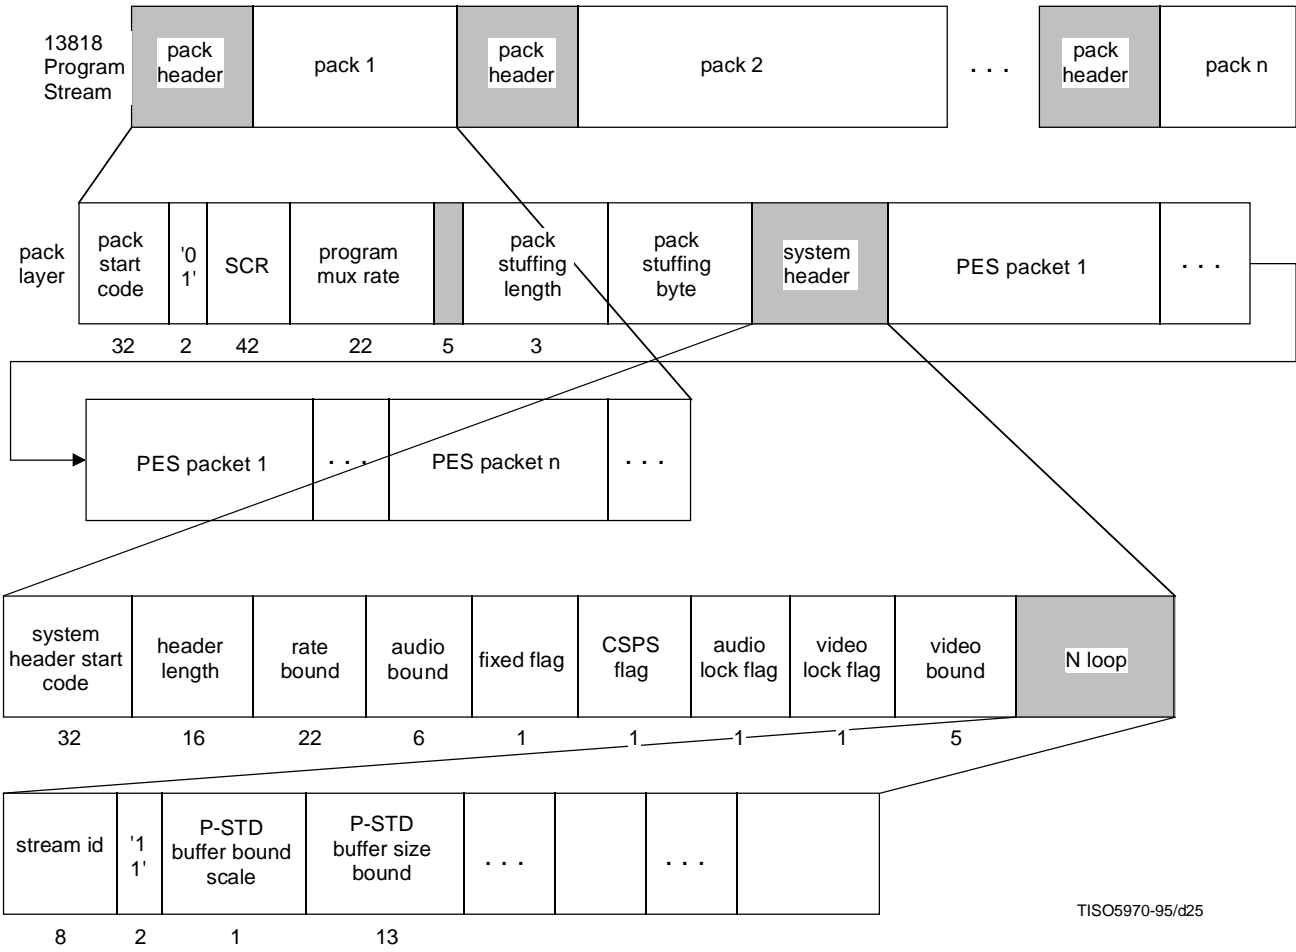 13818
Program
Stream
pack
header
pack 1
pack
header
pack 2
. . .
pack
header
pack n
pack
layer
pack
start
code
'0
1'
SCR
program
mux rate
pack
stuffing
length
pack
stuffing
byte
system
header
PES packet 1
. . .
32
2
42
22
5
3
PES packet 1
. . .
PES packet n
. . .
system
header start
code
header
length
rate
bound
audio
bound
fixed flag
CSPS
flag
audio
lock flag
video
lock flag
video
bound
N loop
32
16
22
6
1
1
1
1
5
stream id
'1
1'
P-STD
buffer bound
scale
P-STD
buffer size
bound
. . .
. . .
8
2
1
13
TISO5970-95/d25